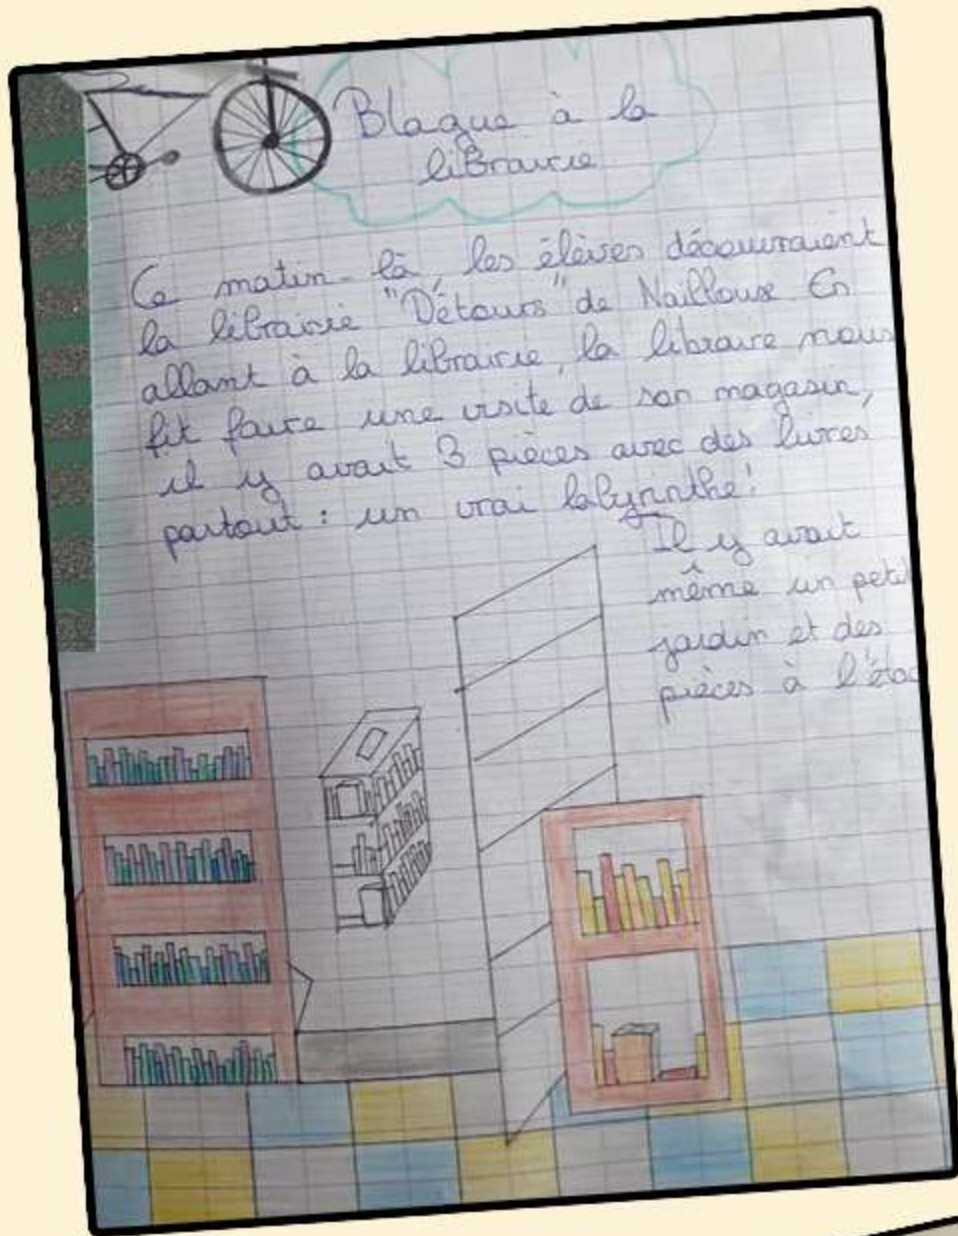 Blague à la
librairie
Ce matin-là, les élèves découvraient
la librairie "Détours" de Nailloux En
allant à la librairie, la libraire nous
fit faire une visite de son magasin,
il y avait 3 pièces avec des livres
partout : un vrai labyrinthe!
Il y avait
même un petit
jardin et des
pièces à